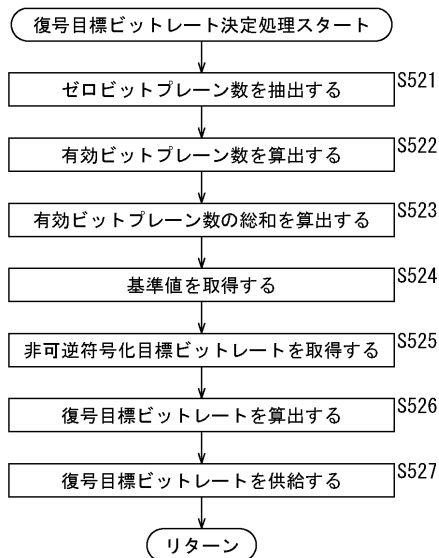 復号目標ビットレート決定処理スタート
ゼロビットプレーン数を抽出する S521
有効ビットプレーン数を算出する S522
有効ビットプレーン数の総和を算出する S523
基準値を取得する S524
非可逆符号化目標ビットレートを取得する S525
復号目標ビットレートを算出する S526
復号目標ビットレートを供給する S527
リターン